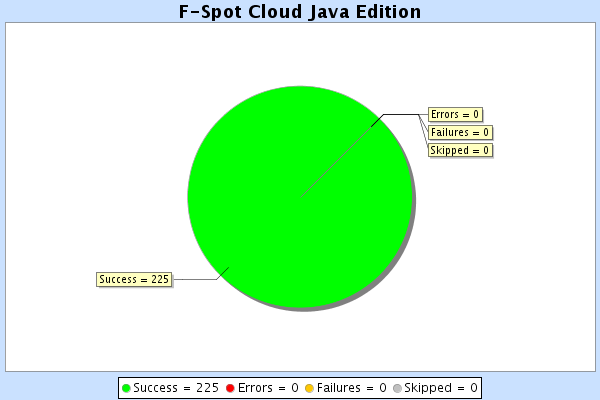 F-Spot Cloud Java Edition
Errors = 0
Failures = 0
Skipped = 0
Success = 225
Success = 225 Errors = 0 Failures = 0 Skipped = 0